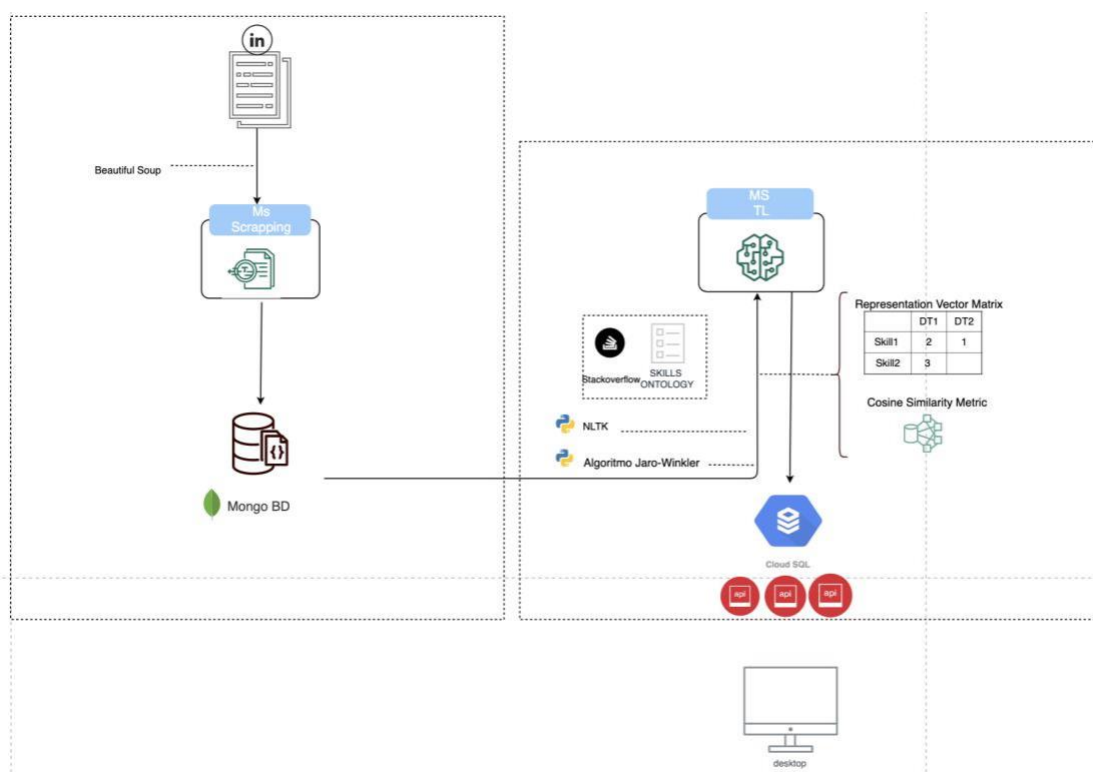 in
Beautiful Soup
Ms
Scrapping
{}
Mongo BD
MS
TL
Stackoverflow
SKILLS
ONTOLOGY
NLTK
Algoritmo Jaro-Winkler
Representation Vector Matrix
DT1 DT2
Skill1 2 1
Skill2 3
Cosine Similarity Metric
Cloud SQL
api api api
desktop